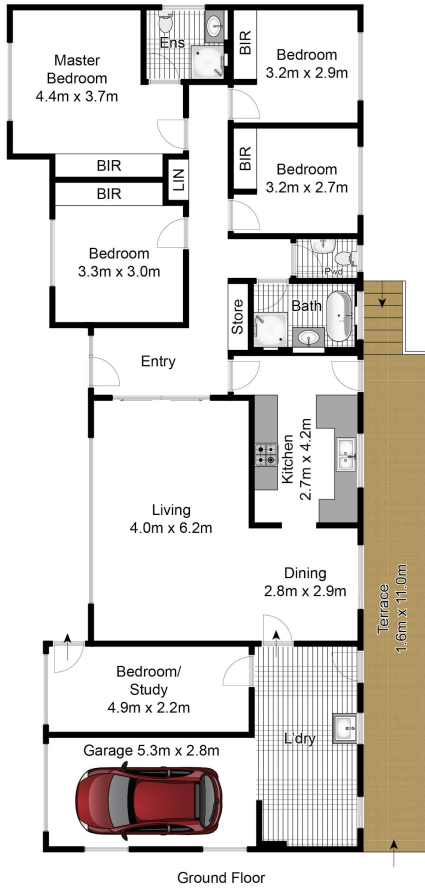 Ens
BIR
Master
Bedroom
4.4m x 3.7m
Bedroom
3.2m x 2.9m
BIR
BIR
LIN
BIR
Bedroom
3.2m x 2.7m
Bedroom
3.3m x 3.0m
Pwd
Store
Bath
Entry
Kitchen
2.7m x 4.2m
Living
4.0m x 6.2m
Dining
2.8m x 2.9m
Terrace
1.6m x 11.0m
Bedroom/
Study
4.9m x 2.2m
L'dry
Garage 5.3m x 2.8m
Ground Floor